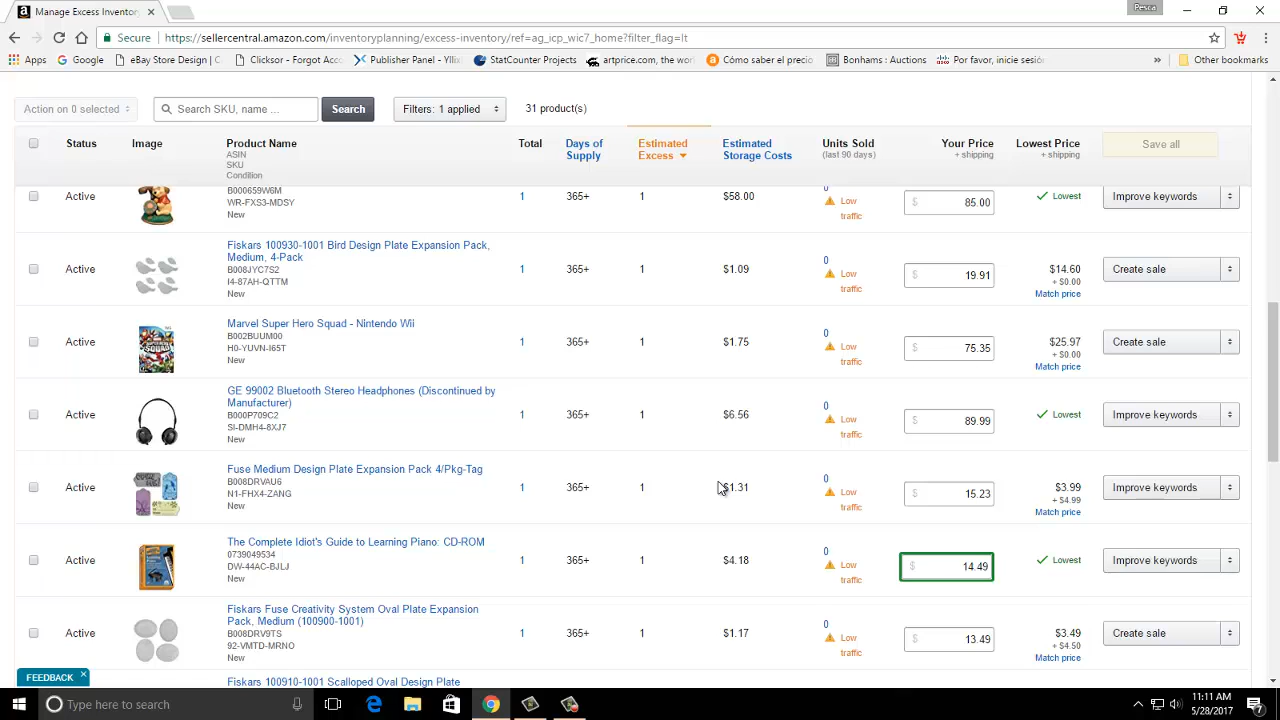 Manage Excess Inventory
Pesca
Secure https://sellercentral.amazon.com/inventoryplanning/excess-inventory/ref=ag_icp_wic7_home?filter_flag=lt
Apps Google eBay Store Design | C Clicksor - Forgot Acc Publisher Panel - Yllix StatCounter Projects artprice.com, the wor Cómo saber el precio Bonhams : Auctions Por favor, inicie sesió » Other bookmarks
Action on 0 selected Search SKU, name ... Search Filters: 1 applied 31 product(s)
Status Image Product Name Total Days of Estimated Estimated Units Sold Your Price Lowest Price Save all
ASIN Supply Excess Storage Costs (last 90 days) + shipping + shipping
SKU
Condition
B000659W6M
Active WR-FXS3-MDSY 1 365+ 1 $58.00 0 Low $ 85.00 Lowest Improve keywords
New traffic
Fiskars 100930-1001 Bird Design Plate Expansion Pack,
Medium, 4-Pack 0
Active B008JYC7S2 1 365+ 1 $1.09 Low $ 19.91 $14.60 Create sale
I4-87AH-QTTM traffic + $0.00
New Match price
Marvel Super Hero Squad - Nintendo Wii
B002BUUM00 0
Active H0-YUVN-I65T 1 365+ 1 $1.75 Low $ 75.35 $25.97 Create sale
New traffic + $0.00
Match price
GE 99002 Bluetooth Stereo Headphones (Discontinued by
Manufacturer) 0
Active B000P709C2 1 365+ 1 $6.56 Low $ 89.99 Lowest Improve keywords
SI-DMH4-8XJ7 traffic
New
Fuse Medium Design Plate Expansion Pack 4/Pkg-Tag
B008DRVAU6 0
Active N1-FHX4-ZANG 1 365+ 1 $1.31 Low $ 15.23 $3.99 Improve keywords
New traffic + $4.99
Match price
The Complete Idiot's Guide to Learning Piano: CD-ROM
0739049534 0
Active DW-44AC-BJLJ 1 365+ 1 $4.18 Low $ 14.49 Lowest Improve keywords
New traffic
Fiskars Fuse Creativity System Oval Plate Expansion
Pack, Medium (100900-1001) 0
Active B008DRV9TS 1 365+ 1 $1.17 Low $ 13.49 $3.49 Create sale
92-VMTD-MRNO traffic + $4.50
New Match price
FEEDBACK
Fiskars 100910-1001 Scalloped Oval Design Plate
Type here to search 11:11 AM
5/28/2017